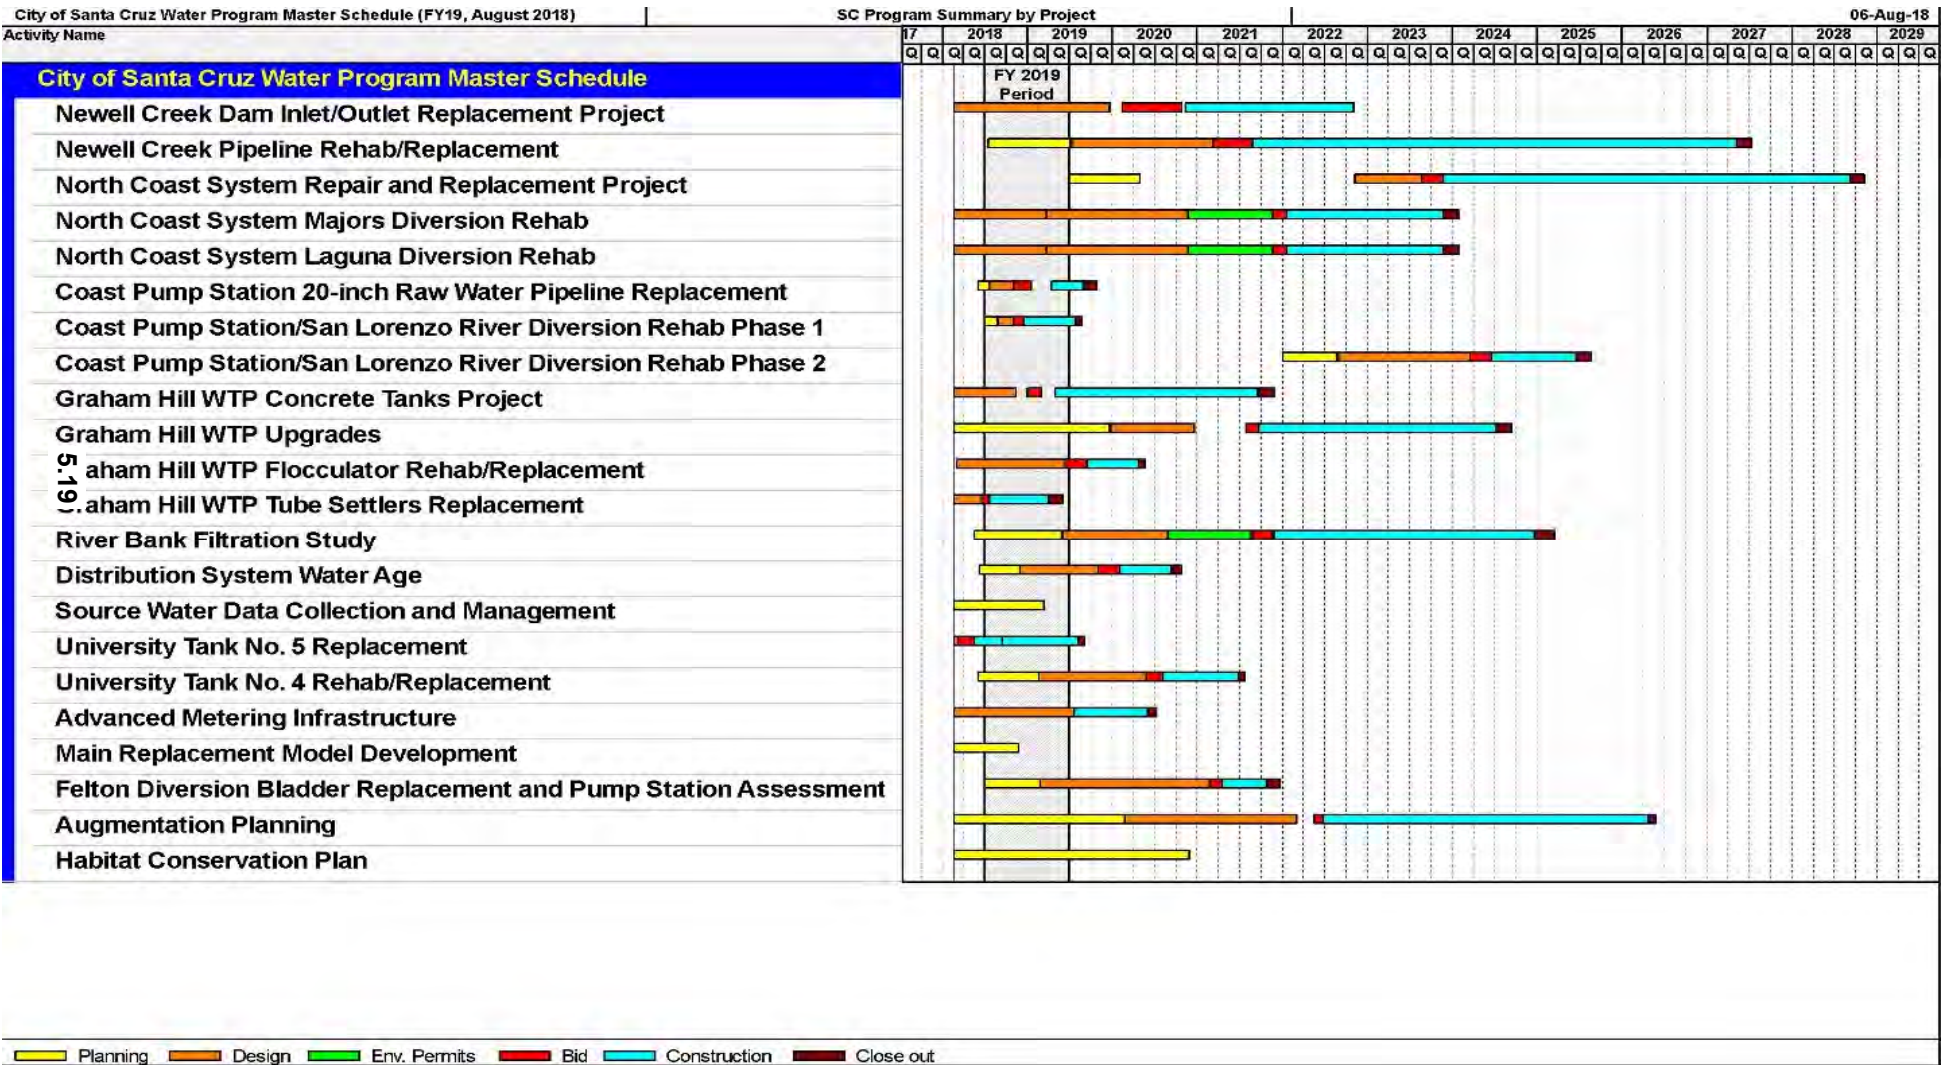 City of Santa Cruz Water Program Master Schedule (FY19, August 2018) SC Program Summary by Project 06-Aug-18
Activity Name 17 2018 2019 2020 2021 2022 2023 2024 2025 2026 2027 2028 2029
Q Q Q Q Q Q Q Q Q Q Q Q Q Q Q Q Q Q Q Q Q Q Q Q Q Q Q Q Q Q Q Q Q Q Q Q Q Q Q Q Q Q Q Q Q Q Q Q Q
City of Santa Cruz Water Program Master Schedule FY 2019
Period
Newell Creek Dam Inlet/Outlet Replacement Project
Newell Creek Pipeline Rehab/Replacement
North Coast System Repair and Replacement Project
North Coast System Majors Diversion Rehab
North Coast System Laguna Diversion Rehab
Coast Pump Station 20-inch Raw Water Pipeline Replacement
Coast Pump Station/San Lorenzo River Diversion Rehab Phase 1
Coast Pump Station/San Lorenzo River Diversion Rehab Phase 2
Graham Hill WTP Concrete Tanks Project
Graham Hill WTP Upgrades
aham Hill WTP Flocculator Rehab/Replacement
5.19
aham Hill WTP Tube Settlers Replacement
River Bank Filtration Study
Distribution System Water Age
Source Water Data Collection and Management
University Tank No. 5 Replacement
University Tank No. 4 Rehab/Replacement
Advanced Metering Infrastructure
Main Replacement Model Development
Felton Diversion Bladder Replacement and Pump Station Assessment
Augmentation Planning
Habitat Conservation Plan
Planning Design Env. Permits Bid Construction Close out